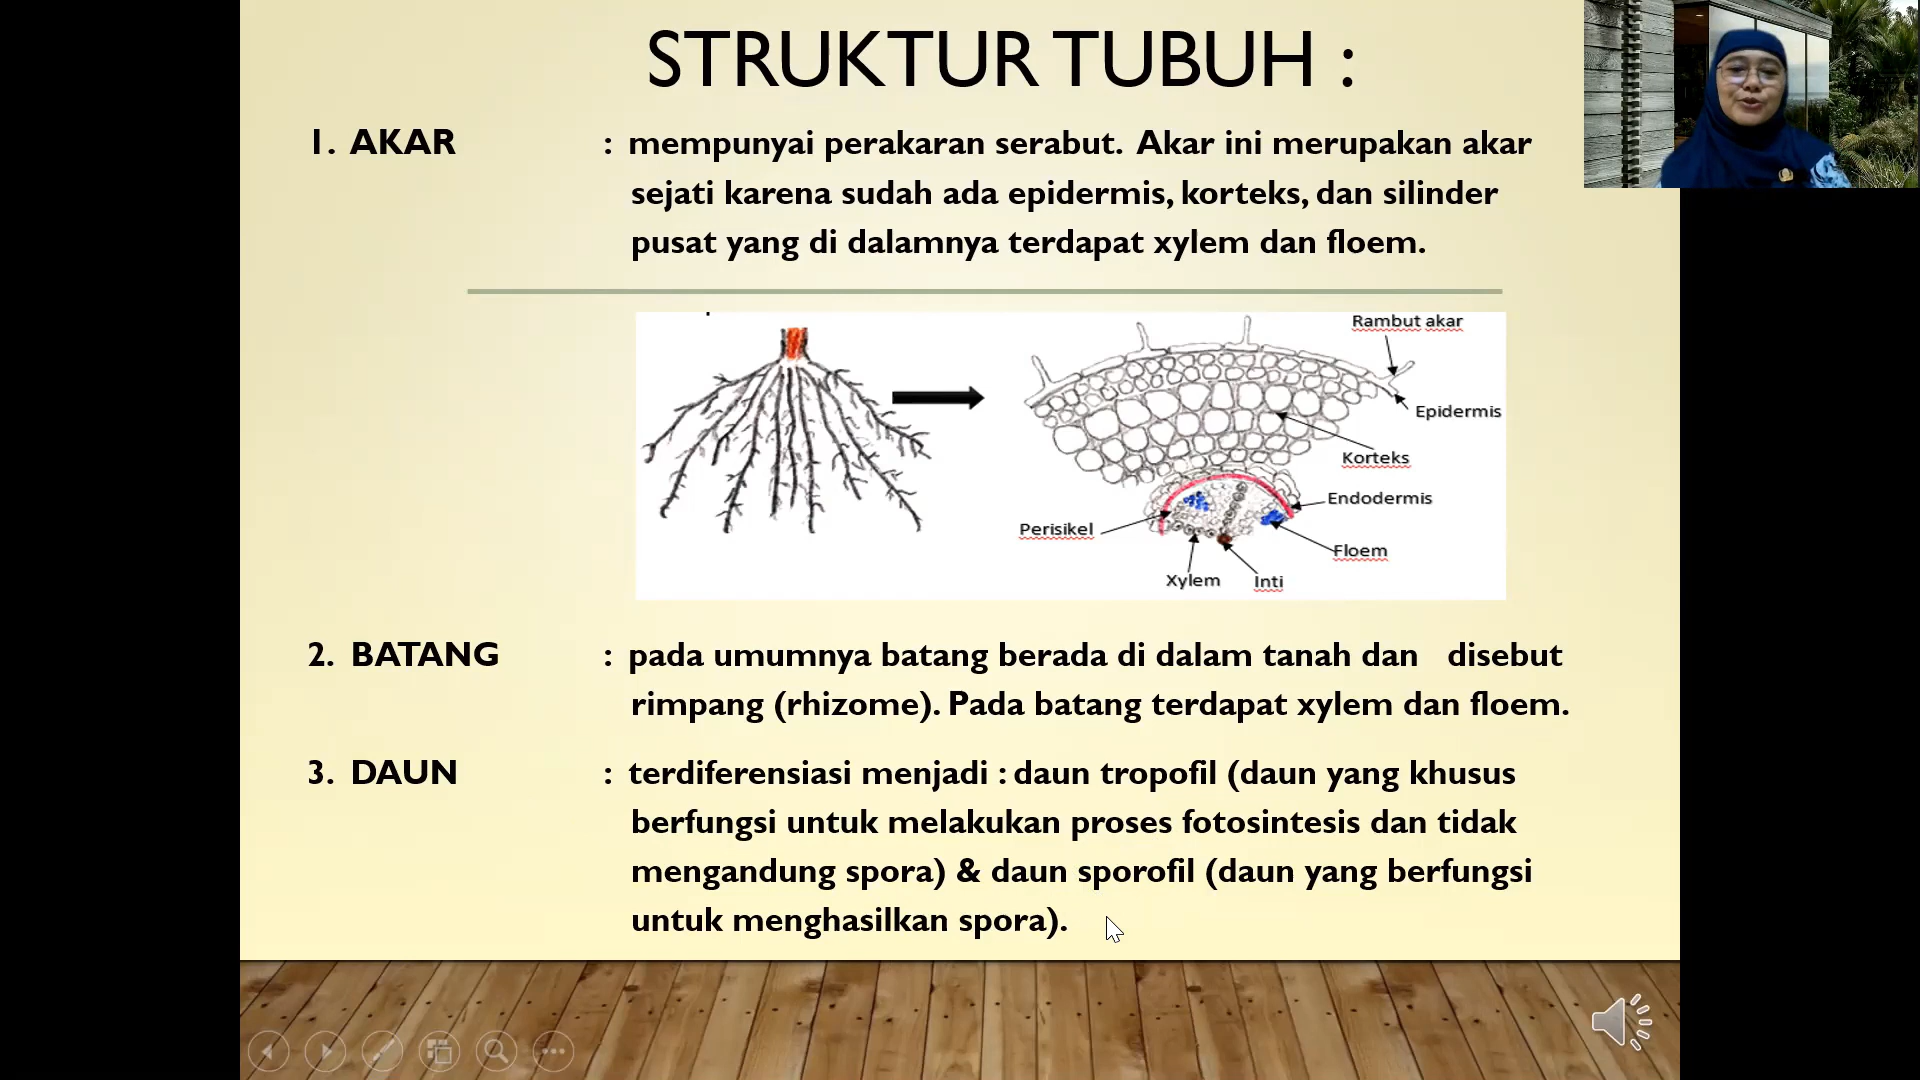 STRUKTUR TUBUH :
1. AKAR : mempunyai perakaran serabut. Akar ini merupakan akar
sejati karena sudah ada epidermis, korteks, dan silinder
pusat yang di dalamnya terdapat xylem dan floem.
Rambut akar
Epidermis
Korteks
Endodermis
Perisikel
Floem
Xylem
Inti
2. BATANG : pada umumnya batang berada di dalam tanah dan disebut
rimpang (rhizome). Pada batang terdapat xylem dan floem.
3. DAUN : terdiferensiasi menjadi : daun tropofil (daun yang khusus
berfungsi untuk melakukan proses fotosintesis dan tidak
mengandung spora) & daun sporofil (daun yang berfungsi
untuk menghasilkan spora).